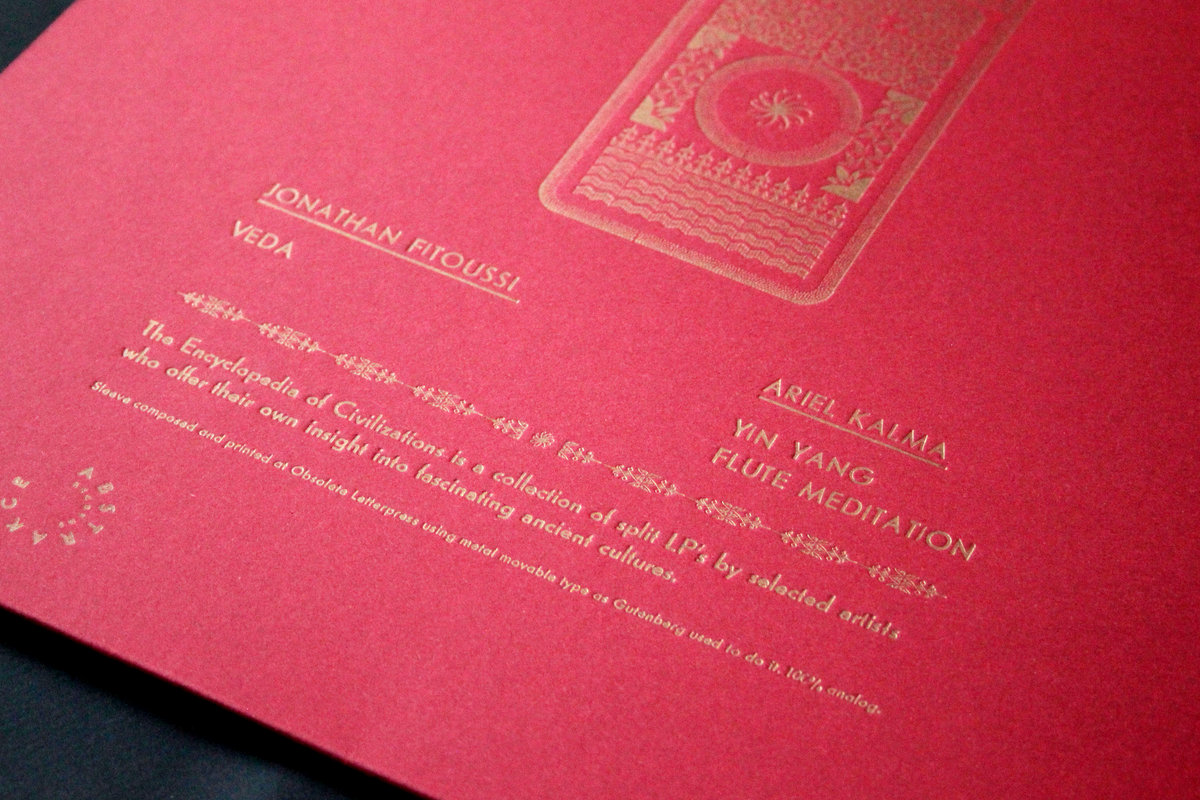 JONATHAN FITOUSSI
VEDA
ARIEL KALMA
YIN YANG
FLUTE MEDITATION
The Encyclopedia of Civilizations is a collection of split LP's by selected artists
who offer their own insight into fascinating ancient cultures.
Sleeve composed and printed at Obsolete Letterpress using metal movable type as Gutenberg used to do it. 100% analog.
ABSTRAKCE